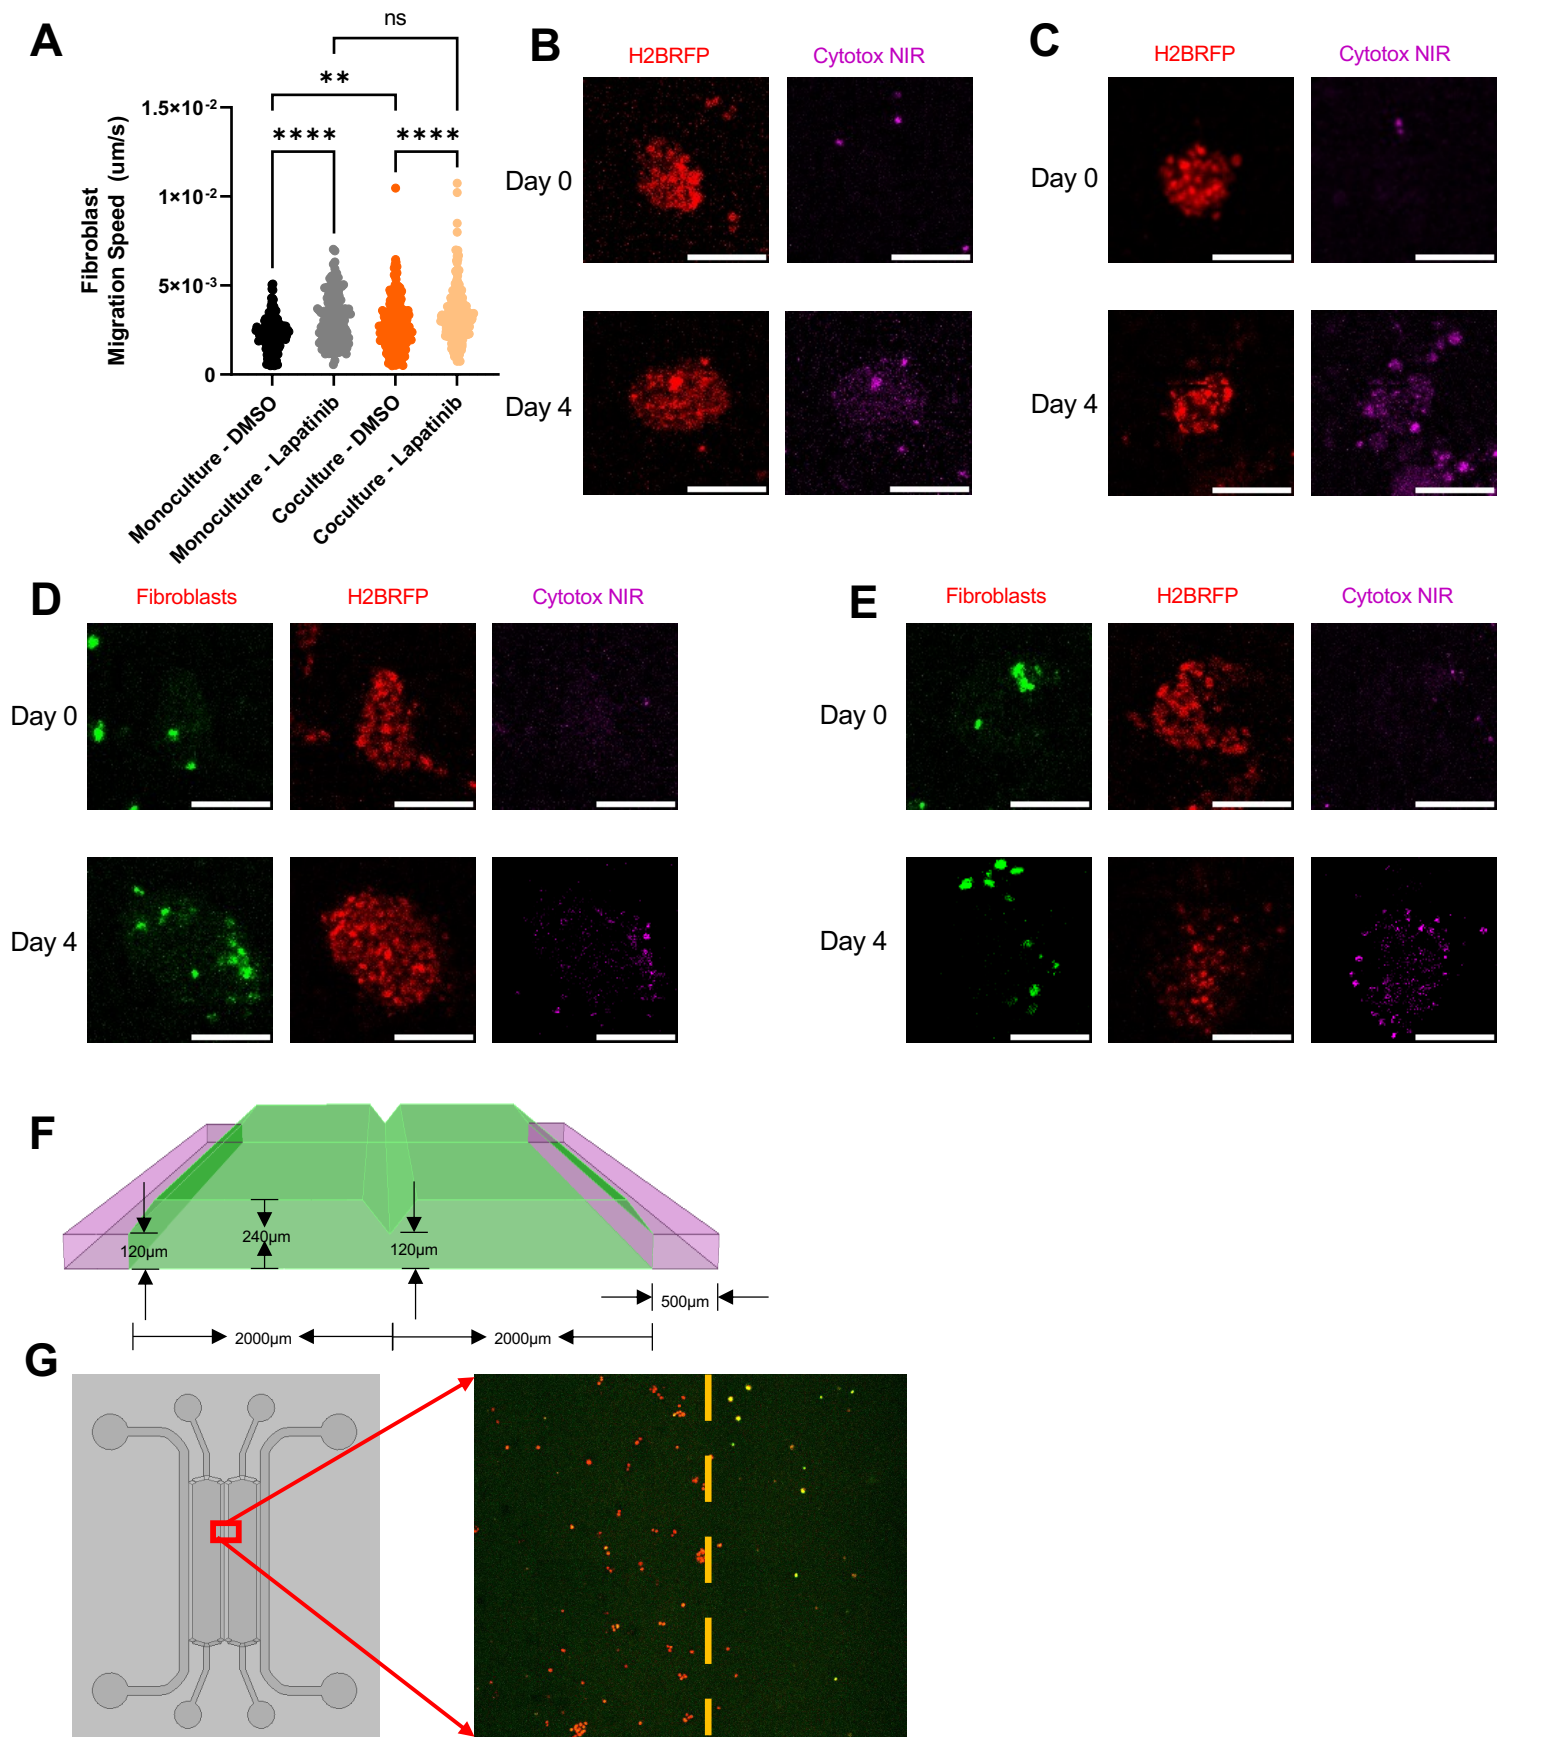 A
ns
**
****
****
1.5×10-2
1×10-2
5×10-3
0
Fibroblast
Migration Speed (um/s)
Monoculture - DMSO
Monoculture - Lapatinib
Coculture - DMSO
Coculture - Lapatinib
B
H2BRFP
Cytotox NIR
Day 0
Day 4
C
H2BRFP
Cytotox NIR
Day 0
Day 4
D
Fibroblasts
H2BRFP
Cytotox NIR
Day 0
Day 4
E
Fibroblasts
H2BRFP
Cytotox NIR
Day 0
Day 4
F
120μm
240μm
120μm
500μm
2000μm
2000μm
G